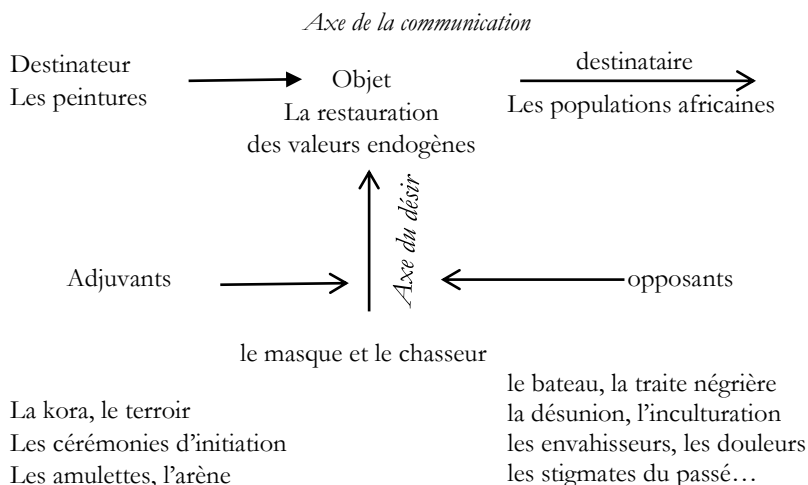 Axe de la communication
Destinateur
Les peintures
Objet
La restauration
des valeurs endogènes
destinataire
Les populations africaines
Axe du désir
Adjuvants
opposants
le masque et le chasseur
La kora, le terroir
Les cérémonies d'initiation
Les amulettes, l'arène
le bateau, la traite négrière
la désunion, l'inculturation
les envahisseurs, les douleurs
les stigmates du passé…